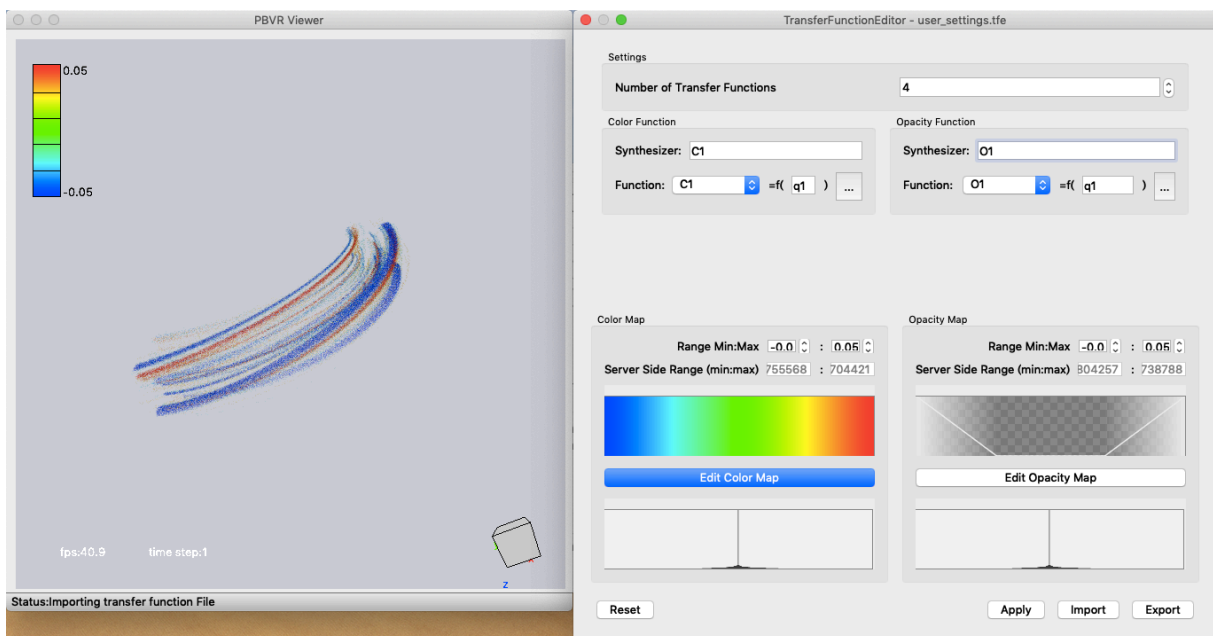 PBVR Viewer
0.05
-0.05
fps:40.9 time step:1
z
Status:Importing transfer function File
TransferFunctionEditor - user_settings.tfe
Settings
Number of Transfer Functions 4
Color Function
Synthesizer: C1
Function: C1 =f( q1 ) ...
Opacity Function
Synthesizer: O1
Function: O1 =f( q1 ) ...
Color Map
Range Min:Max -0.0 : 0.05
Server Side Range (min:max) 755568 : 704421
Edit Color Map
Opacity Map
Range Min:Max -0.0 : 0.05
Server Side Range (min:max) 804257 : 738788
Edit Opacity Map
Reset Apply Import Export